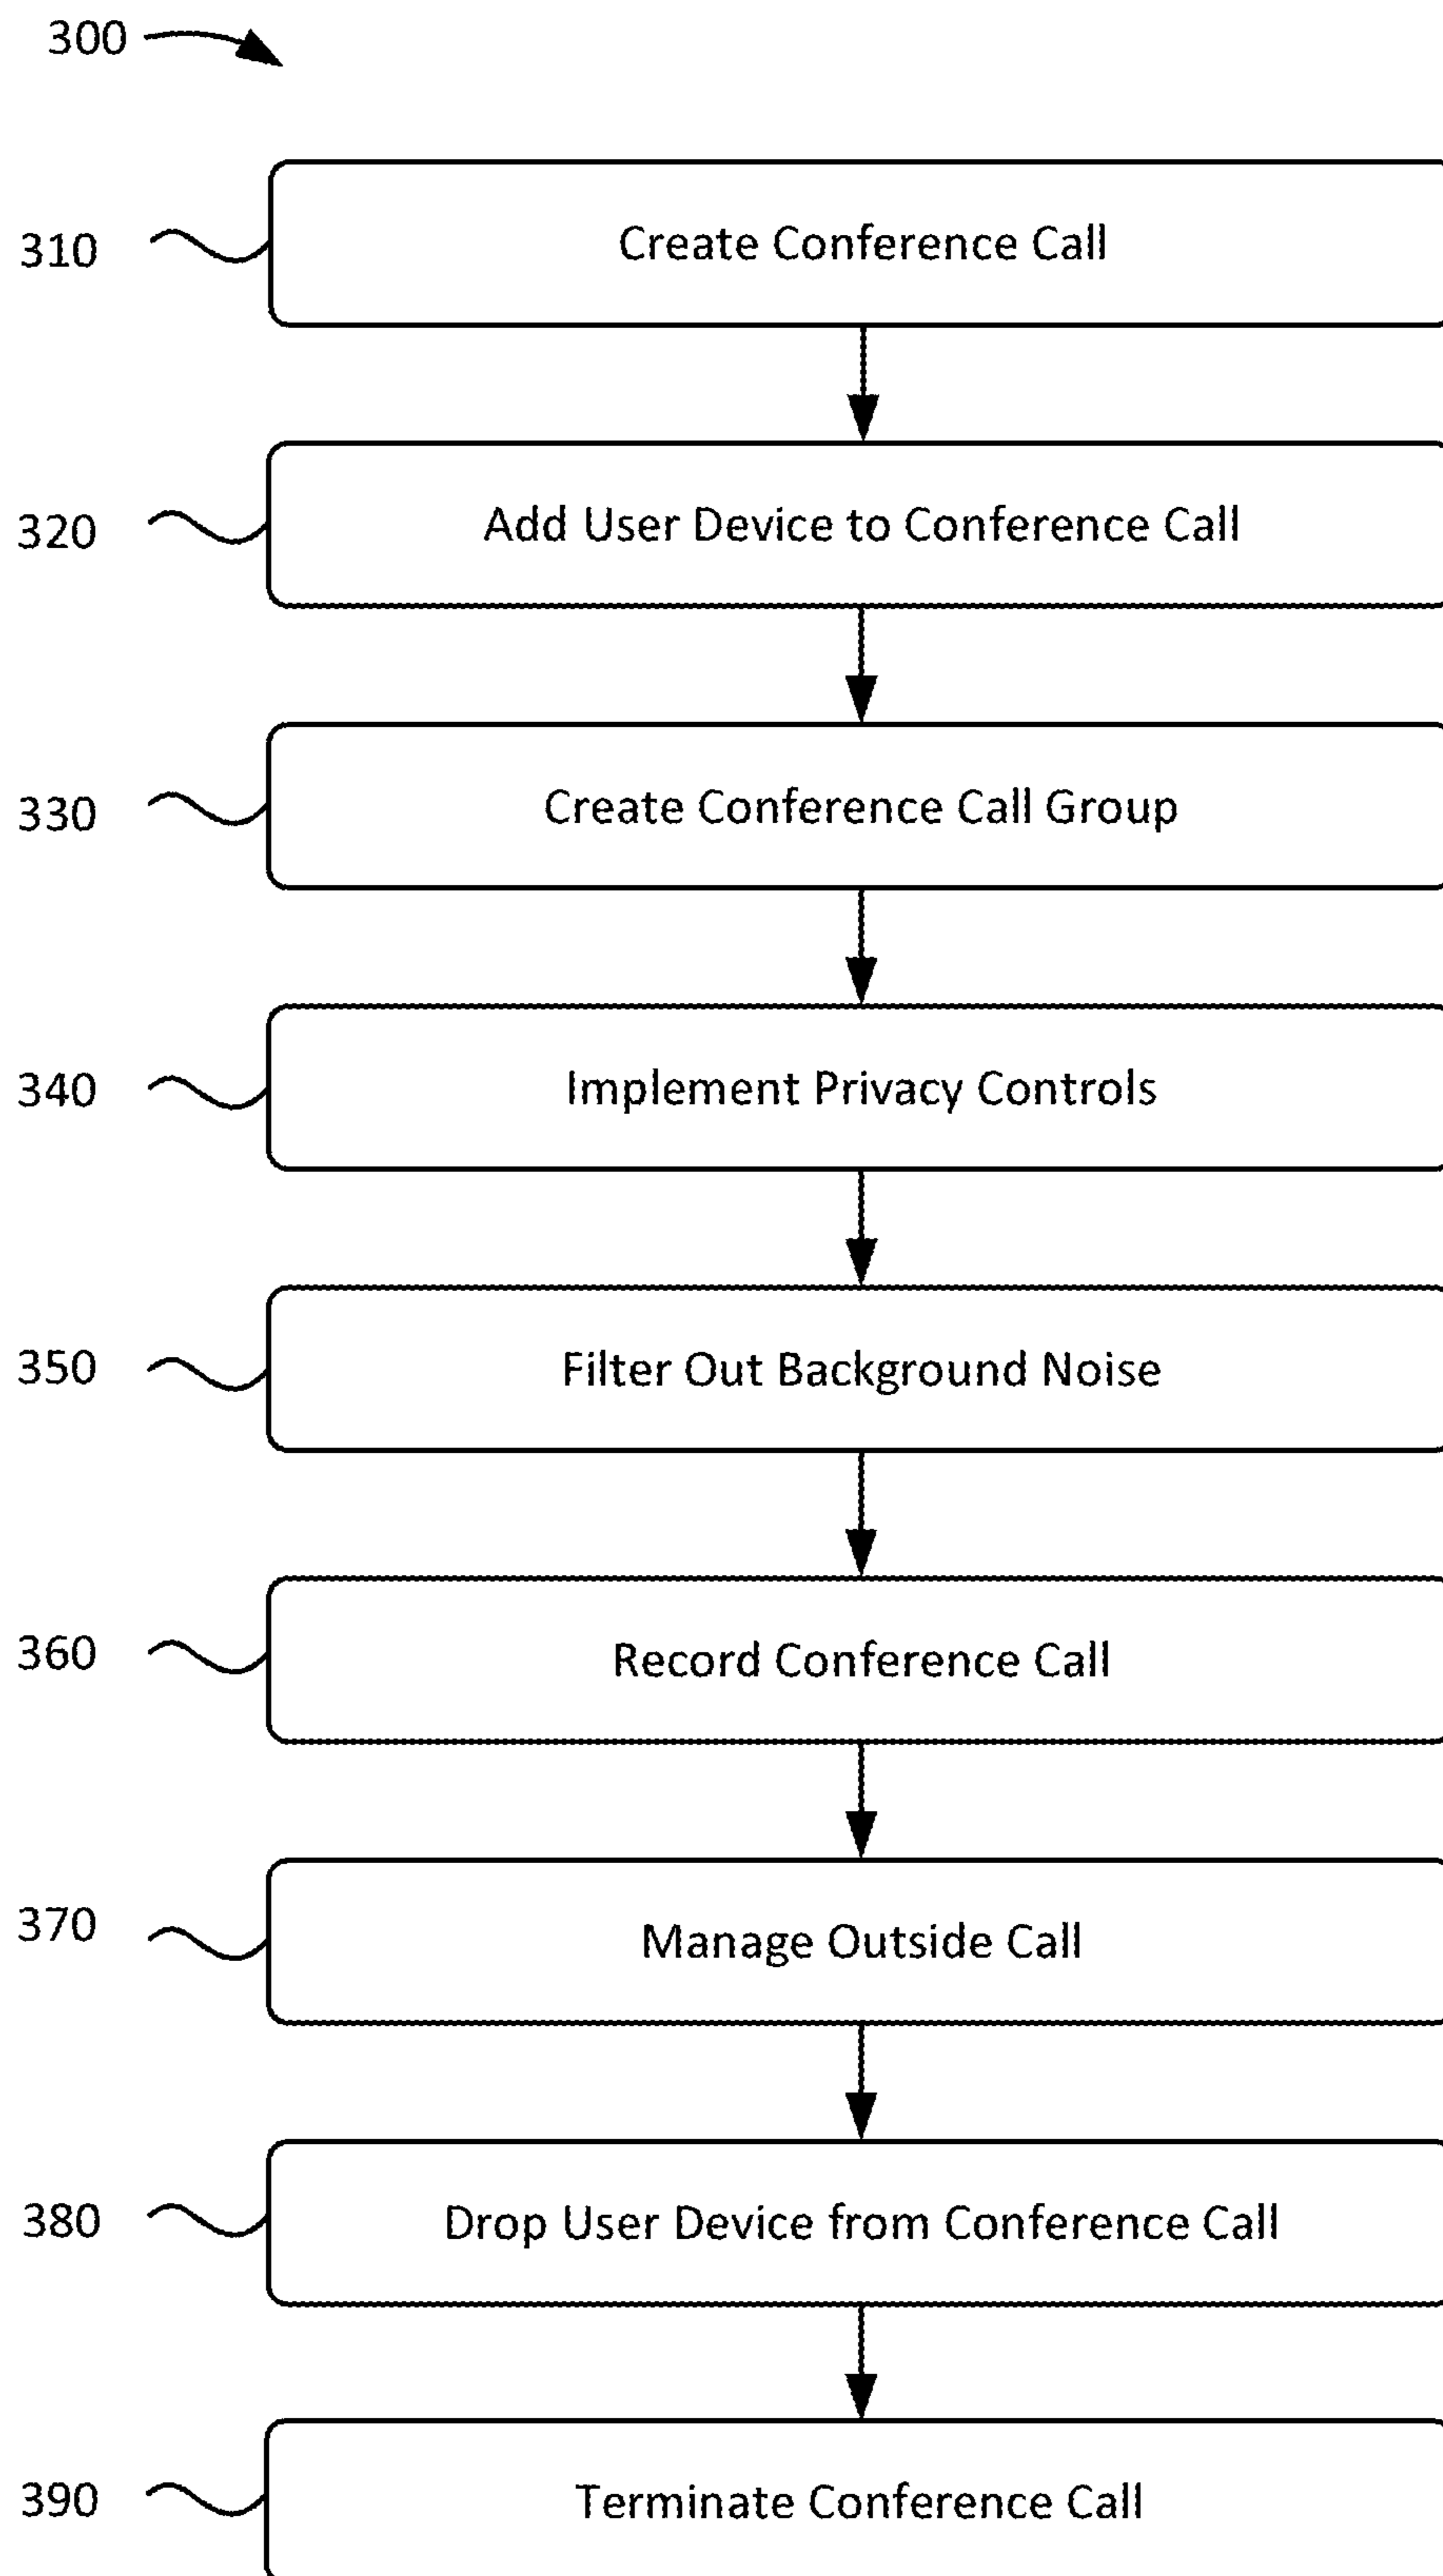 300
310 Create Conference Call
320 Add User Device to Conference Call
330 Create Conference Call Group
340 Implement Privacy Controls
350 Filter Out Background Noise
360 Record Conference Call
370 Manage Outside Call
380 Drop User Device from Conference Call
390 Terminate Conference Call